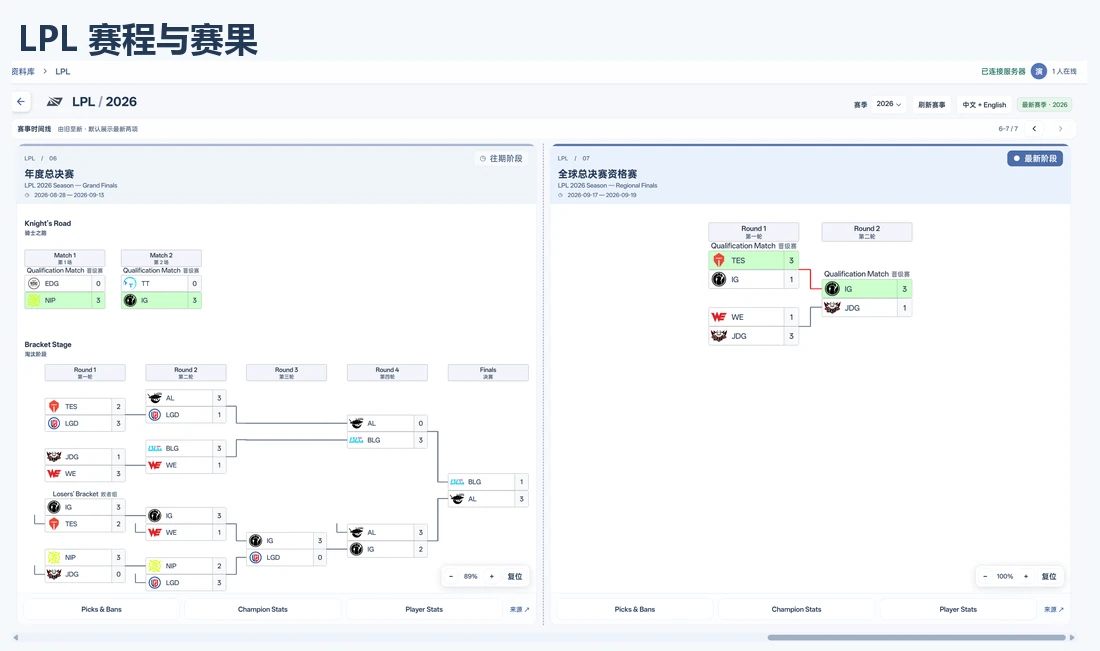 LPL 赛程与赛果
资料库 › LPL
已连接服务器 演 1 人在线
LPL / 2026
赛季 2026 刷新赛事 中文 + English 最新赛季 · 2026
赛事时间线 由旧至新 · 默认展示最新两项
6–7 / 7
LPL / 06
往期阶段
年度总决赛
LPL 2026 Season — Grand Finals
2026-08-28 — 2026-09-13
Knight's Road
骑士之路
Match 1
第 1 场
Qualification Match 晋级赛
EDG 0
NIP 3
Match 2
第 2 场
Qualification Match 晋级赛
TT 0
IG 3
Bracket Stage
淘汰阶段
Round 1
第一轮
Round 2
第二轮
Round 3
第三轮
Round 4
第四轮
Finals
决赛
TES 2
LGD 3
JDG 1
WE 3
Losers' Bracket 败者组
IG 3
TES 2
NIP 3
JDG 0
AL 3
LGD 1
BLG 3
WE 1
IG 3
WE 1
NIP 2
LGD 3
IG 3
LGD 0
AL 0
BLG 3
AL 3
IG 2
BLG 1
AL 3
− 89% + 复位
Picks & Bans
Champion Stats
Player Stats
来源 ↗
LPL / 07
最新阶段
全球总决赛资格赛
LPL 2026 Season — Regional Finals
2026-09-17 — 2026-09-19
Round 1
第一轮
Qualification Match 晋级赛
TES 3
IG 1
WE 1
JDG 3
Round 2
第二轮
Qualification Match 晋级赛
IG 3
JDG 1
− 100% + 复位
Picks & Bans
Champion Stats
Player Stats
来源 ↗